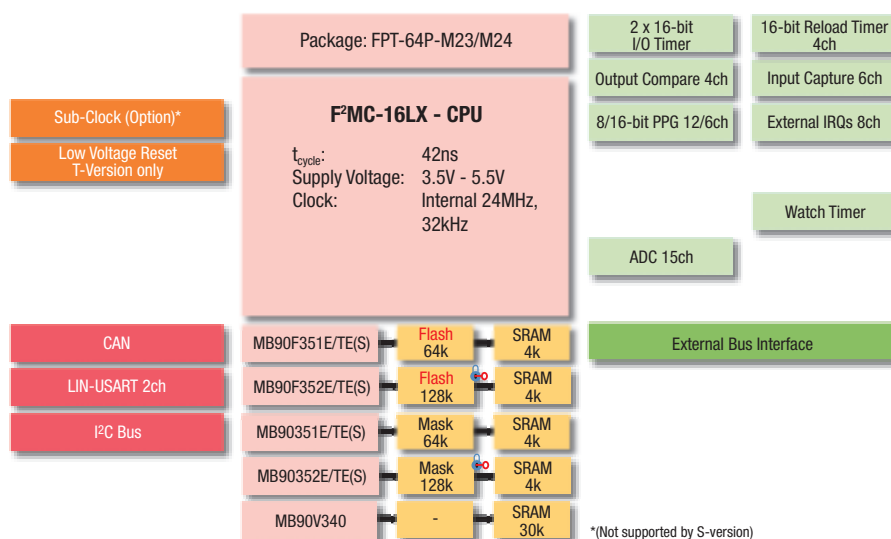 Package: FPT-64P-M23/M24
2 x 16-bit
I/O Timer
16-bit Reload Timer
4ch
Output Compare 4ch
Input Capture 6ch
Sub-Clock (Option)*
Low Voltage Reset
T-Version only
F²MC-16LX - CPU
tcycle: 42ns
Supply Voltage: 3.5V - 5.5V
Clock: Internal 24MHz,
32kHz
8/16-bit PPG 12/6ch
External IRQs 8ch
Watch Timer
ADC 15ch
CAN
LIN-USART 2ch
I²C Bus
MB90F351E/TE(S)
Flash
64k
SRAM
4k
MB90F352E/TE(S)
Flash
128k
SRAM
4k
MB90351E/TE(S)
Mask
64k
SRAM
4k
MB90352E/TE(S)
Mask
128k
SRAM
4k
MB90V340
-
SRAM
30k
External Bus Interface
*(Not supported by S-version)